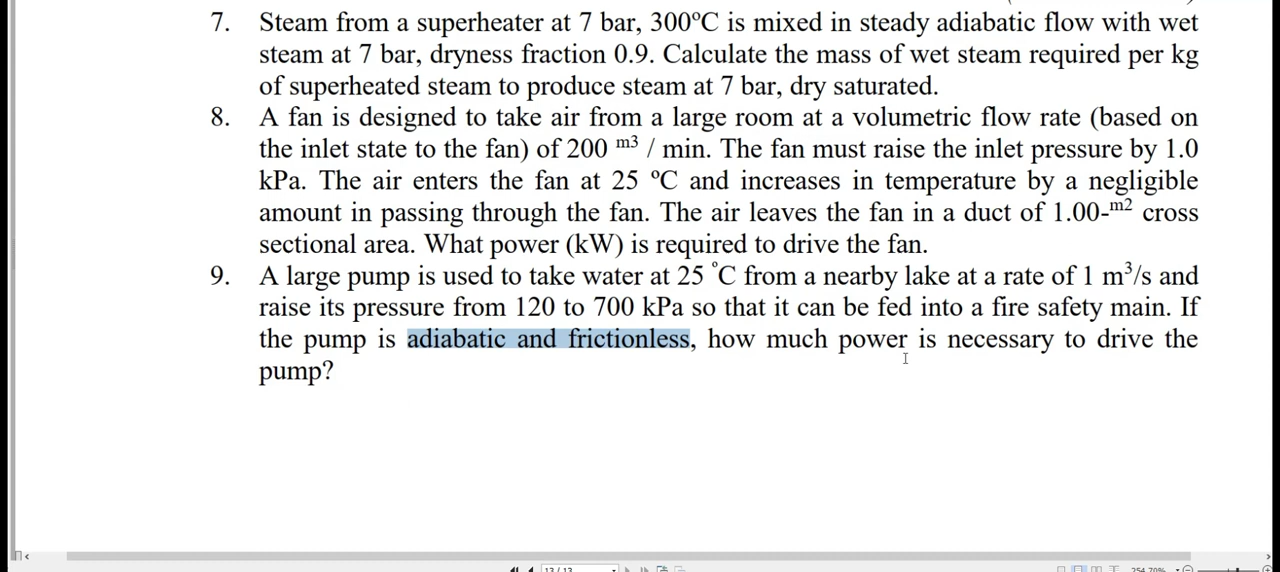 7. Steam from a superheater at 7 bar, 300ºC is mixed in steady adiabatic flow with wet
steam at 7 bar, dryness fraction 0.9. Calculate the mass of wet steam required per kg
of superheated steam to produce steam at 7 bar, dry saturated.
8. A fan is designed to take air from a large room at a volumetric flow rate (based on
the inlet state to the fan) of 200 ᵐ³ / min. The fan must raise the inlet pressure by 1.0
kPa. The air enters the fan at 25 ºC and increases in temperature by a negligible
amount in passing through the fan. The air leaves the fan in a duct of 1.00-ᵐ² cross
sectional area. What power (kW) is required to drive the fan.
9. A large pump is used to take water at 25 °C from a nearby lake at a rate of 1 m³/s and
raise its pressure from 120 to 700 kPa so that it can be fed into a fire safety main. If
the pump is adiabatic and frictionless, how much power is necessary to drive the
pump?
13 / 13
254.70%